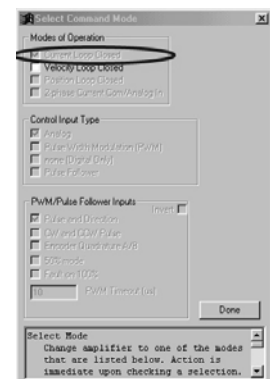 Select Command Mode
Modes of Operation
Current Loop Closed
Velocity Loop Closed
Position Loop Closed
2-phase Current Com/Analog In
Control Input Type
Analog
Pulse Width Modulation (PWM)
none (Digital Only)
Pulse Follower
PWM/Pulse Follower Inputs
Invert
Pulse and Direction
CW and CCW Pulse
Encoder Quadrature A/B
50% mode
Fault on 100%
10 PWM Timeout (us)
Done
Select Mode
Change amplifier to one of the modes
that are listed below. Action is
immediate upon checking a selection.